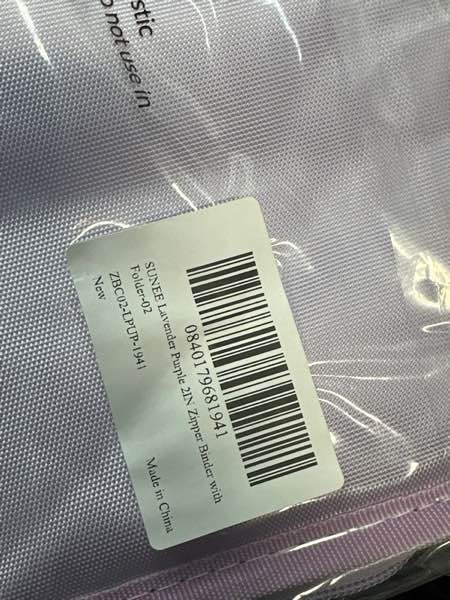 stic
o not use in
0840179681941
SUNEE Lavender Purple 2IN Zipper Binder with
Folder-02
ZBC02-LPUP-1941
New
Made in China